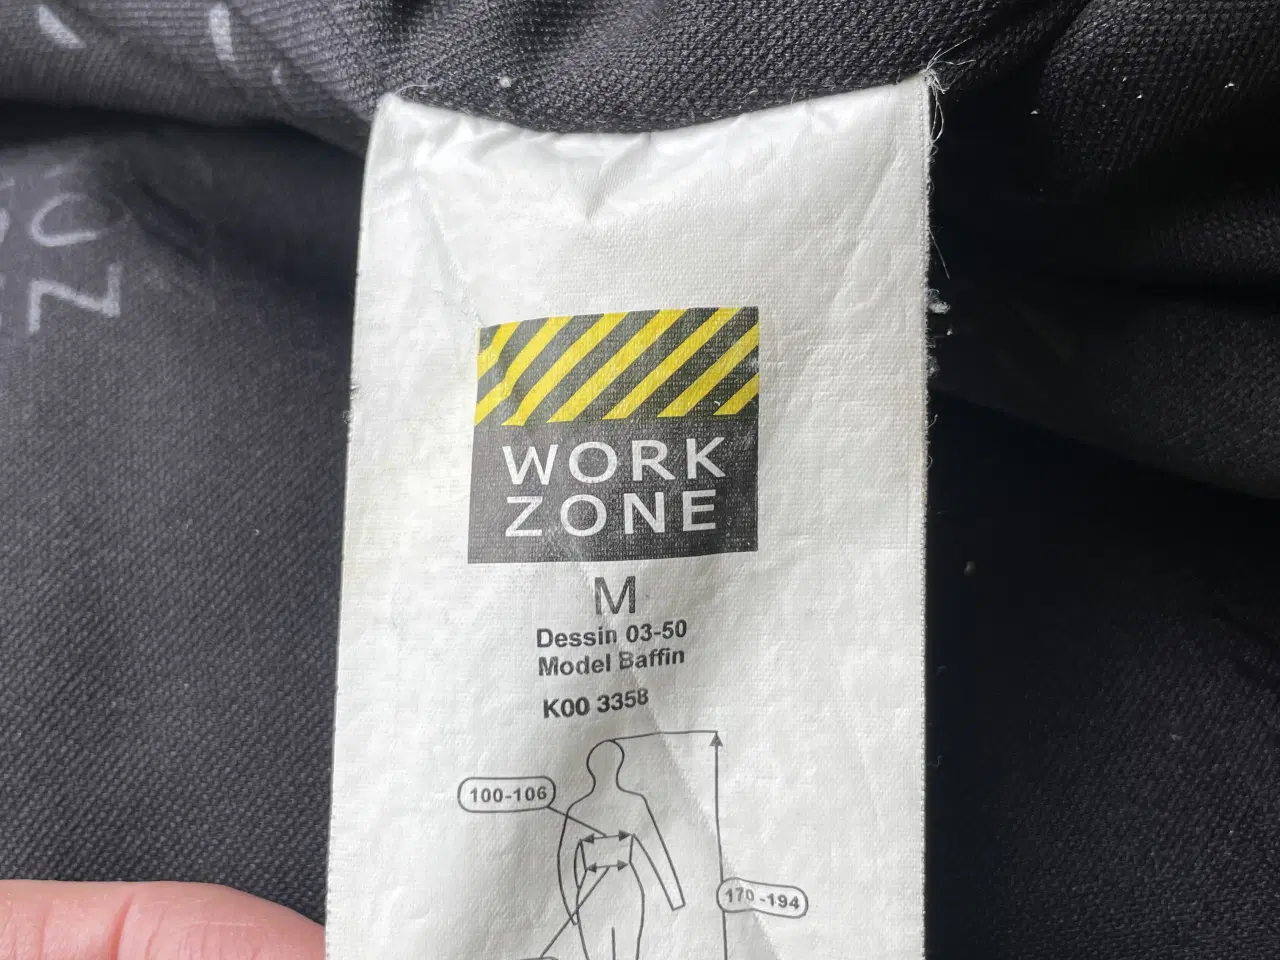 WORK
ZONE
M
Dessin 03-50
Model Baffin
K00 3358
100-106
170-194